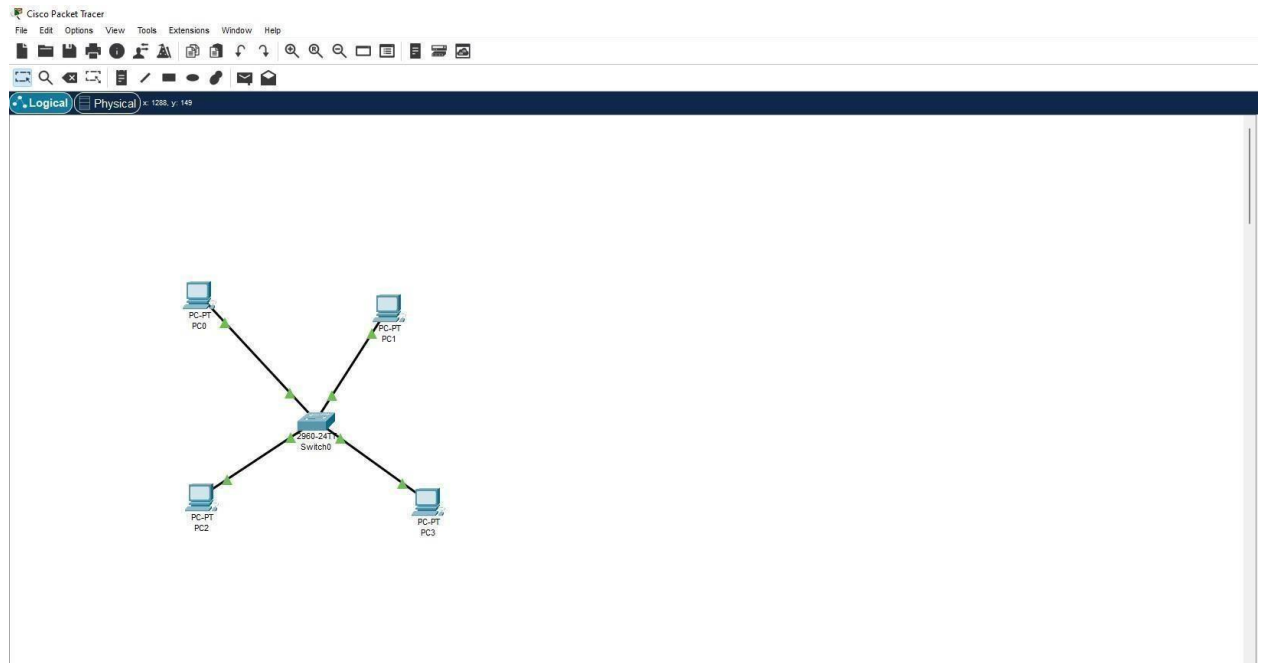 Cisco Packet Tracer
File Edit Options View Tools Extensions Window Help
Logical Physical x: 1288, y: 149
PC-PT
PC0
PC-PT
PC1
2960-24TT
Switch0
PC-PT
PC2
PC-PT
PC3